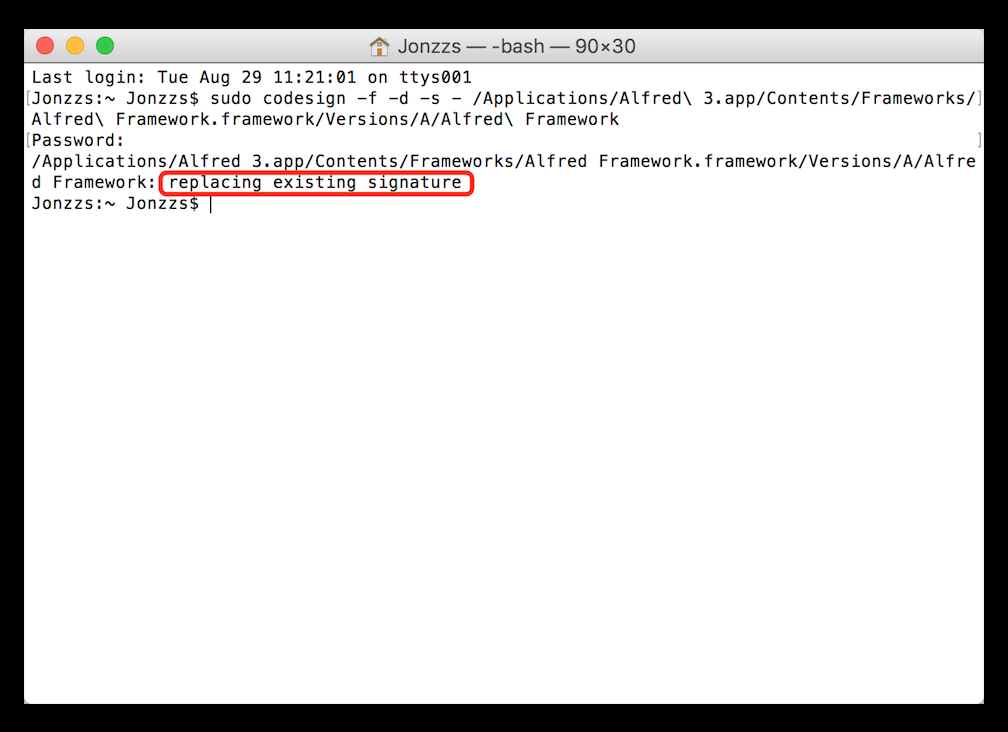 Jonzzs — -bash — 90×30
Last login: Tue Aug 29 11:21:01 on ttys001
[Jonzzs:~ Jonzzs$ sudo codesign -f -d -s - /Applications/Alfred\ 3.app/Contents/Frameworks/]
Alfred\ Framework.framework/Versions/A/Alfred\ Framework
[Password: ]
/Applications/Alfred 3.app/Contents/Frameworks/Alfred Framework.framework/Versions/A/Alfre
d Framework: replacing existing signature
Jonzzs:~ Jonzzs$